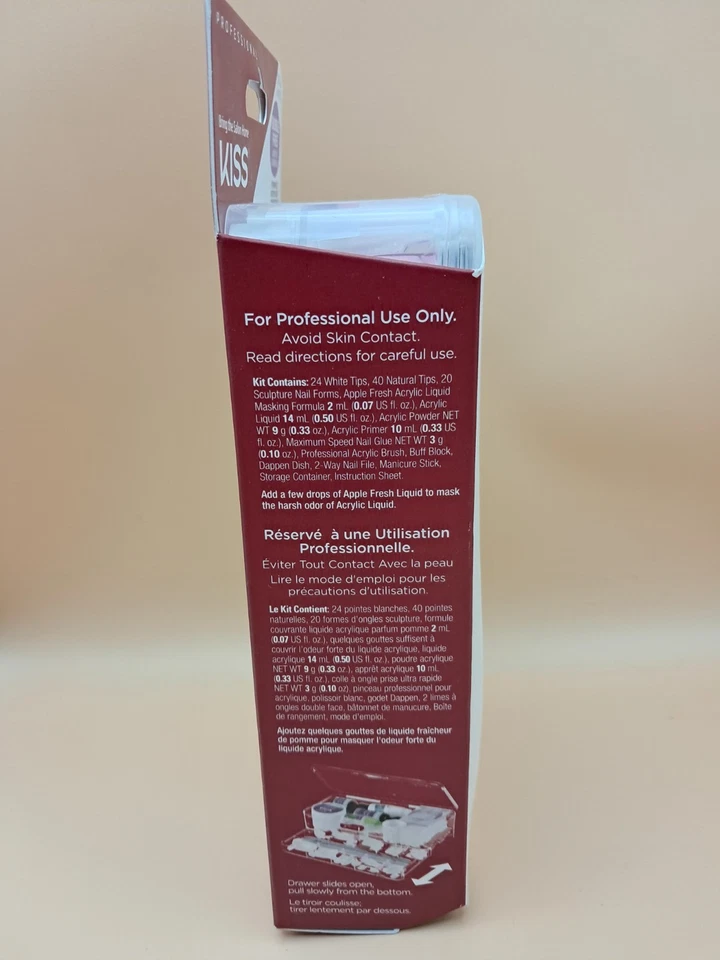 PROFESSIONAL
Bring the Salon Home
KISS
For Professional Use Only.
Avoid Skin Contact.
Read directions for careful use.
Kit Contains: 24 White Tips, 40 Natural Tips, 20
Sculpture Nail Forms, Apple Fresh Acrylic Liquid
Masking Formula 2 mL (0.07 US fl. oz.), Acrylic
Liquid 14 mL (0.50 US fl. oz.), Acrylic Powder NET
WT 9 g (0.33 oz.), Acrylic Primer 10 mL (0.33 US
fl. oz.), Maximum Speed Nail Glue NET WT 3 g
(0.10 oz.), Professional Acrylic Brush, Buff Block,
Dappen Dish, 2-Way Nail File, Manicure Stick,
Storage Container, Instruction Sheet.
Add a few drops of Apple Fresh Liquid to mask
the harsh odor of Acrylic Liquid.
Réservé à une Utilisation
Professionnelle.
Éviter Tout Contact Avec la peau
Lire le mode d'emploi pour les
précautions d'utilisation.
Le Kit Contient: 24 pointes blanches, 40 pointes
naturelles, 20 formes d'ongles sculpture, formule
couvrante liquide acrylique parfum pomme 2 mL
(0.07 US fl. oz.), quelques gouttes suffisent à
couvrir l'odeur forte du liquide acrylique, liquide
acrylique 14 mL (0.50 US fl. oz.), poudre acrylique
NET WT 9 g (0.33 oz.), apprêt acrylique 10 mL
(0.33 US fl. oz.), colle à ongle prise ultra rapide
NET WT 3 g (0.10 oz), pinceau professionnel pour
acrylique, polissoir blanc, godet Dappen, 2 limes à
ongles double face, bâtonnet de manucure, Boîte
de rangement, mode d'emploi.
Ajoutez quelques gouttes de liquide fraîcheur
de pomme pour masquer l'odeur forte du
liquide acrylique.
Drawer slides open,
pull slowly from the bottom.
Le tiroir coulisse;
tirer lentement par dessous.